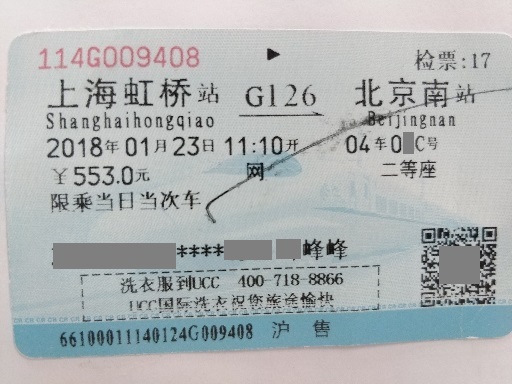 114G009408 检票:17
上海虹桥站 G126 北京南站
Shanghaihongqiao Beijingnan
2018年01月23日 11:10开 04车0 C号
¥553.0元 网 二等座
限乘当日当次车
**** 峰峰
洗衣服到UCC 400-718-8866
UCC国际洗衣祝您旅途愉快
66100011140124G009408 沪售